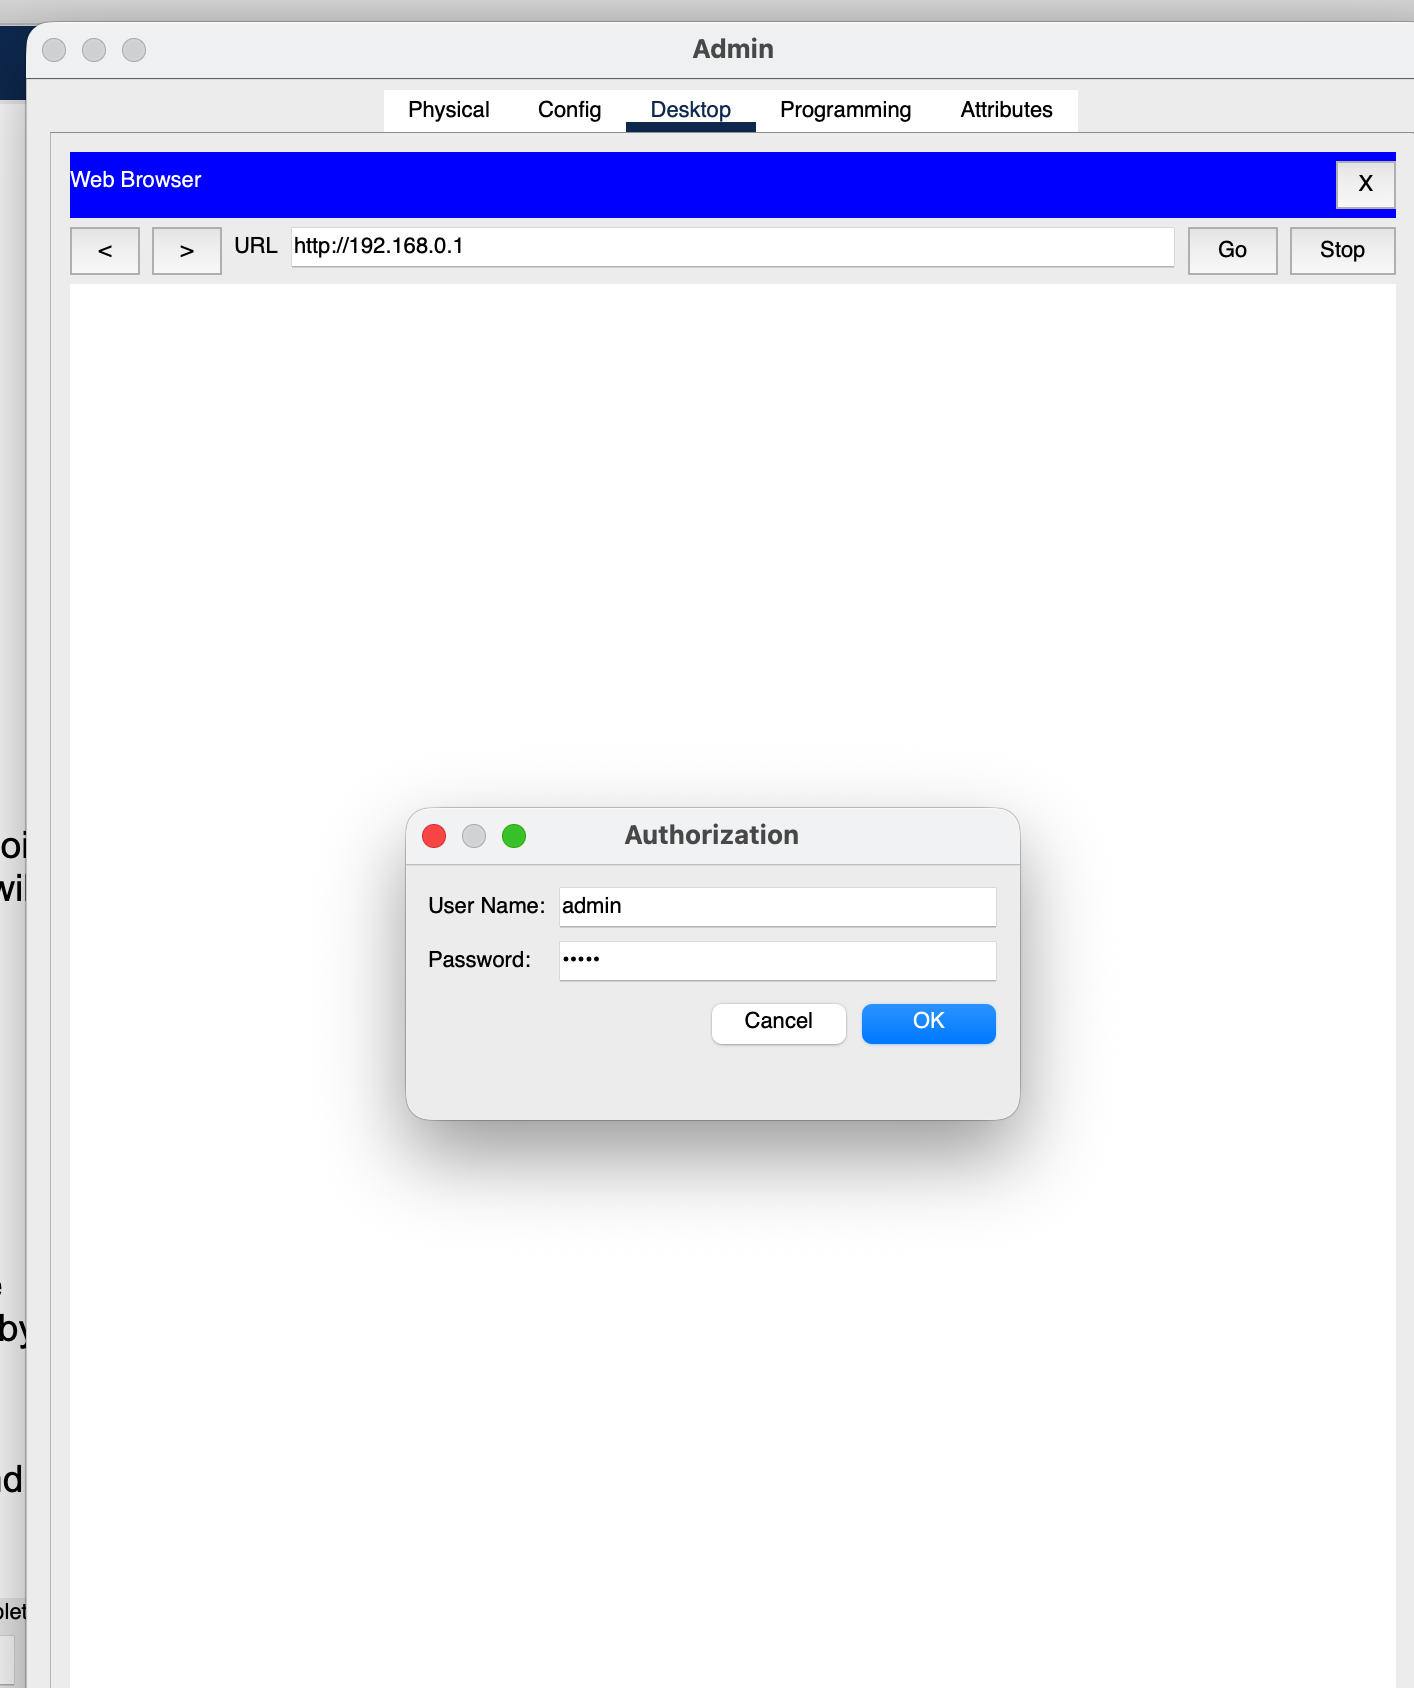 Admin
Physical Config Desktop Programming Attributes
Web Browser
X
< > URL http://192.168.0.1 Go Stop
Authorization
User Name: admin
Password: •••••
Cancel OK
by